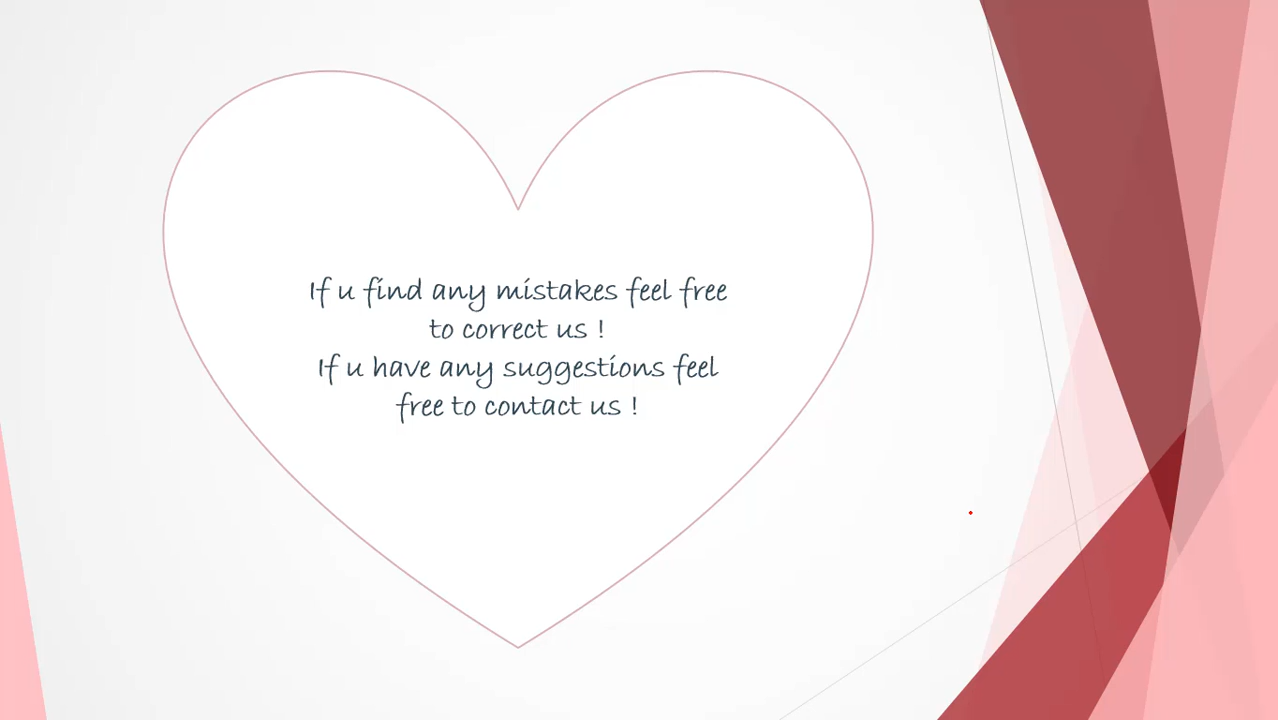 If u find any mistakes feel free
to correct us !
If u have any suggestions feel
free to contact us !